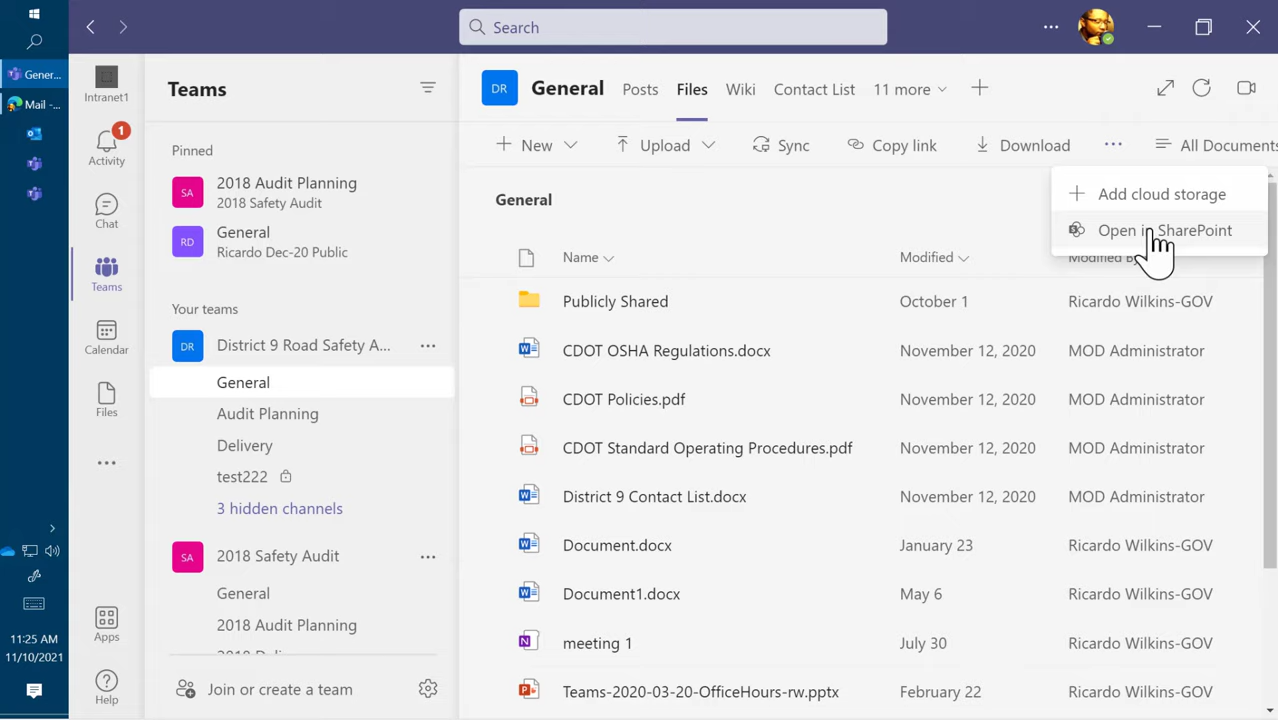 Search
Gener...
Mail -...
11:25 AM
11/10/2021
Intranet1
1
Activity
Chat
Teams
Calendar
Files
Apps
Help
Teams
Pinned
SA
2018 Audit Planning
2018 Safety Audit
RD
General
Ricardo Dec-20 Public
Your teams
DR
District 9 Road Safety A...
General
Audit Planning
Delivery
test222
3 hidden channels
SA
2018 Safety Audit
General
2018 Audit Planning
Join or create a team
DR
General
Posts
Files
Wiki
Contact List
11 more
New
Upload
Sync
Copy link
Download
All Documents
Add cloud storage
Open in SharePoint
General
Name
Modified
Modified By
Publicly Shared
October 1
Ricardo Wilkins-GOV
CDOT OSHA Regulations.docx
November 12, 2020
MOD Administrator
CDOT Policies.pdf
November 12, 2020
MOD Administrator
CDOT Standard Operating Procedures.pdf
November 12, 2020
MOD Administrator
District 9 Contact List.docx
November 12, 2020
MOD Administrator
Document.docx
January 23
Ricardo Wilkins-GOV
Document1.docx
May 6
Ricardo Wilkins-GOV
meeting 1
July 30
Ricardo Wilkins-GOV
Teams-2020-03-20-OfficeHours-rw.pptx
February 22
Ricardo Wilkins-GOV